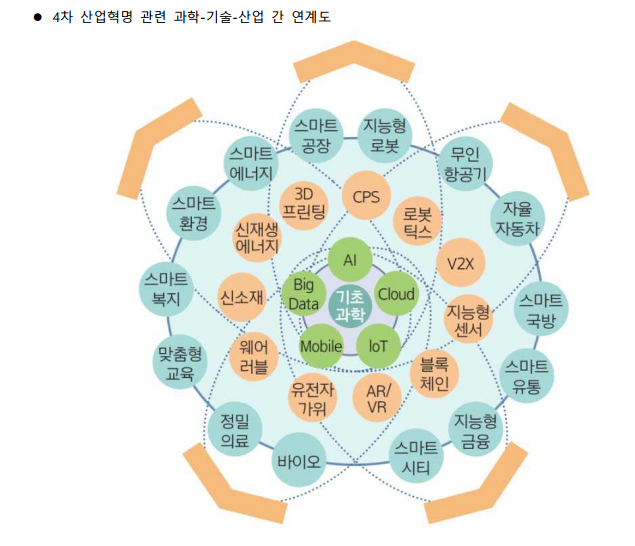 ● 4차 산업혁명 관련 과학-기술-산업 간 연계도
스마트
공장
지능형
로봇
스마트
에너지
무인
항공기
3D
프린팅
CPS
스마트
환경
로봇
틱스
자율
자동차
신재생
에너지
AI
V2X
스마트
복지
신소재
Big
Data
기초
과학
Cloud
지능형
센서
스마트
국방
맞춤형
교육
웨어
러블
Mobile
IoT
블록
체인
스마트
유통
유전자
가위
AR/
VR
정밀
의료
지능형
금융
바이오
스마트
시티